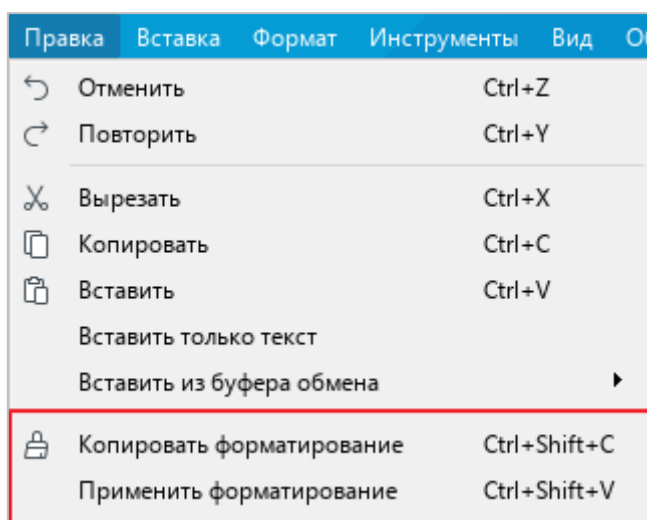 Правка Вставка Формат Инструменты Вид
Отменить Ctrl+Z
Повторить Ctrl+Y
Вырезать Ctrl+X
Копировать Ctrl+C
Вставить Ctrl+V
Вставить только текст
Вставить из буфера обмена
Копировать форматирование Ctrl+Shift+C
Применить форматирование Ctrl+Shift+V